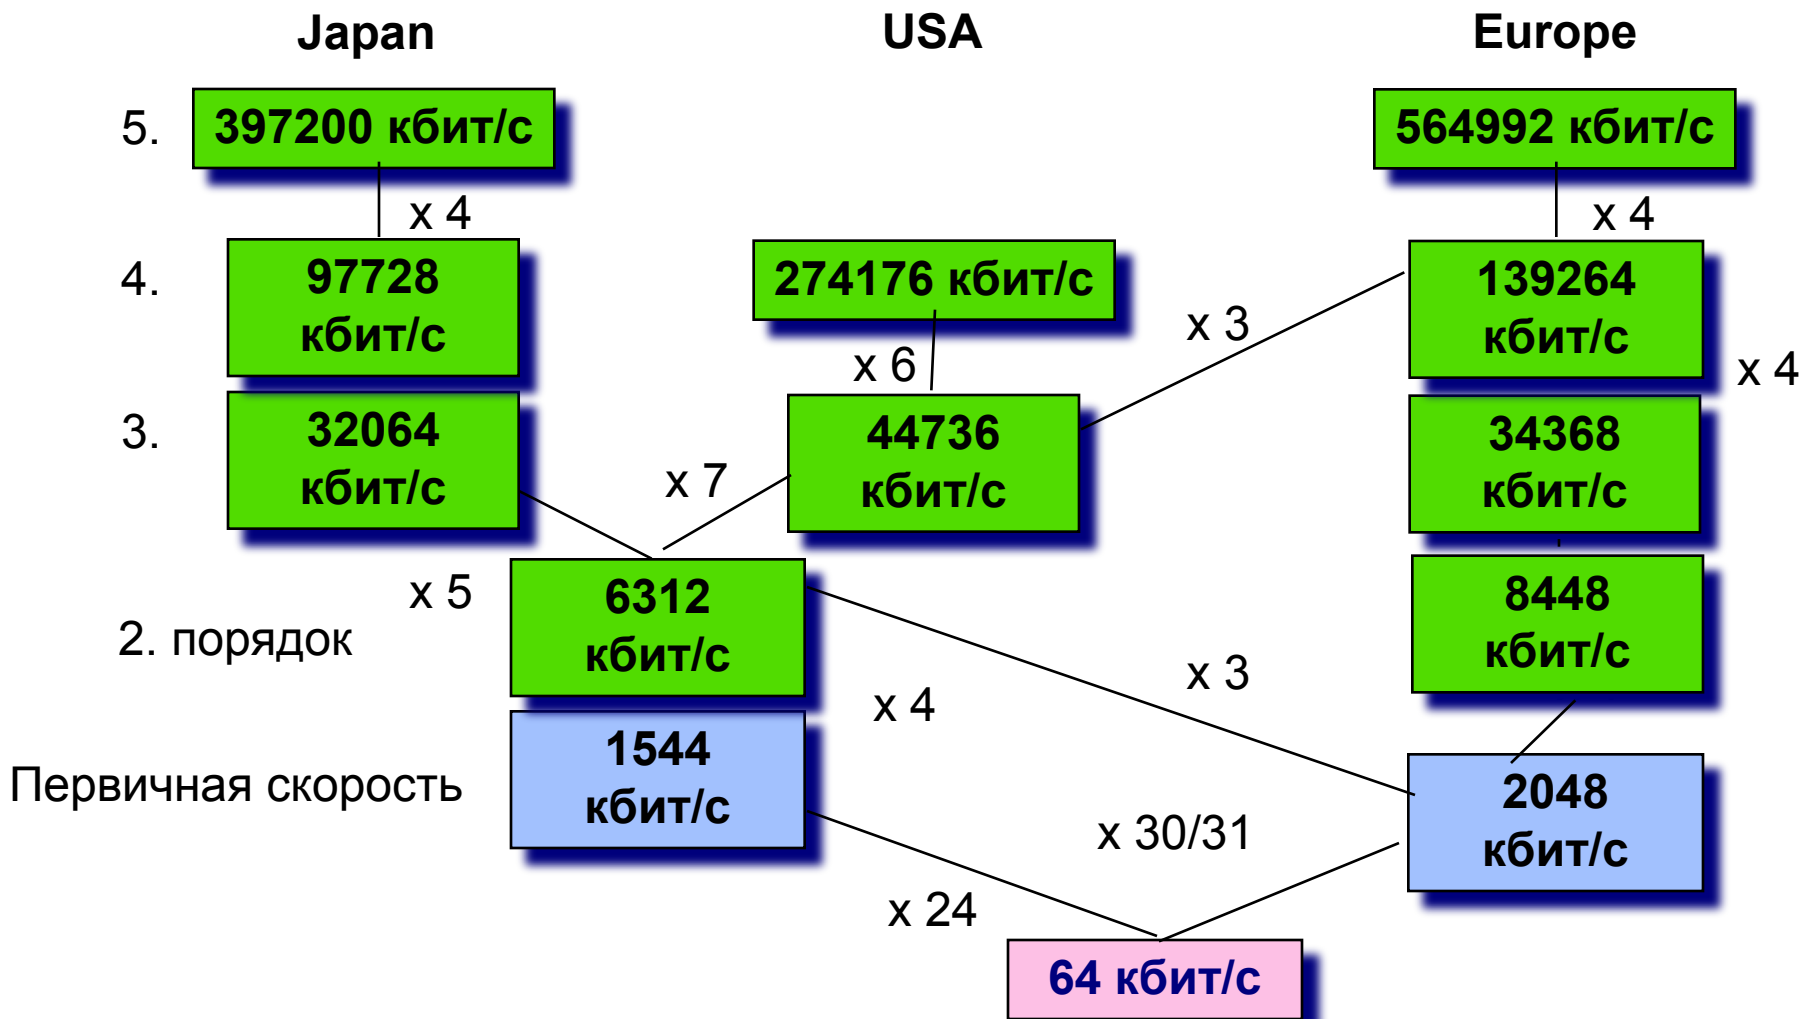 Japan
USA
Europe
5.
397200 кбит/с
564992 кбит/с
x 4
x 4
4.
97728
кбит/с
274176 кбит/с
139264
кбит/с
x 3
x 6
x 4
3.
32064
кбит/с
44736
кбит/с
34368
кбит/с
x 7
x 5
6312
кбит/с
8448
кбит/с
2. порядок
x 3
x 4
Первичная скорость
1544
кбит/с
2048
кбит/с
x 30/31
x 24
64 кбит/с